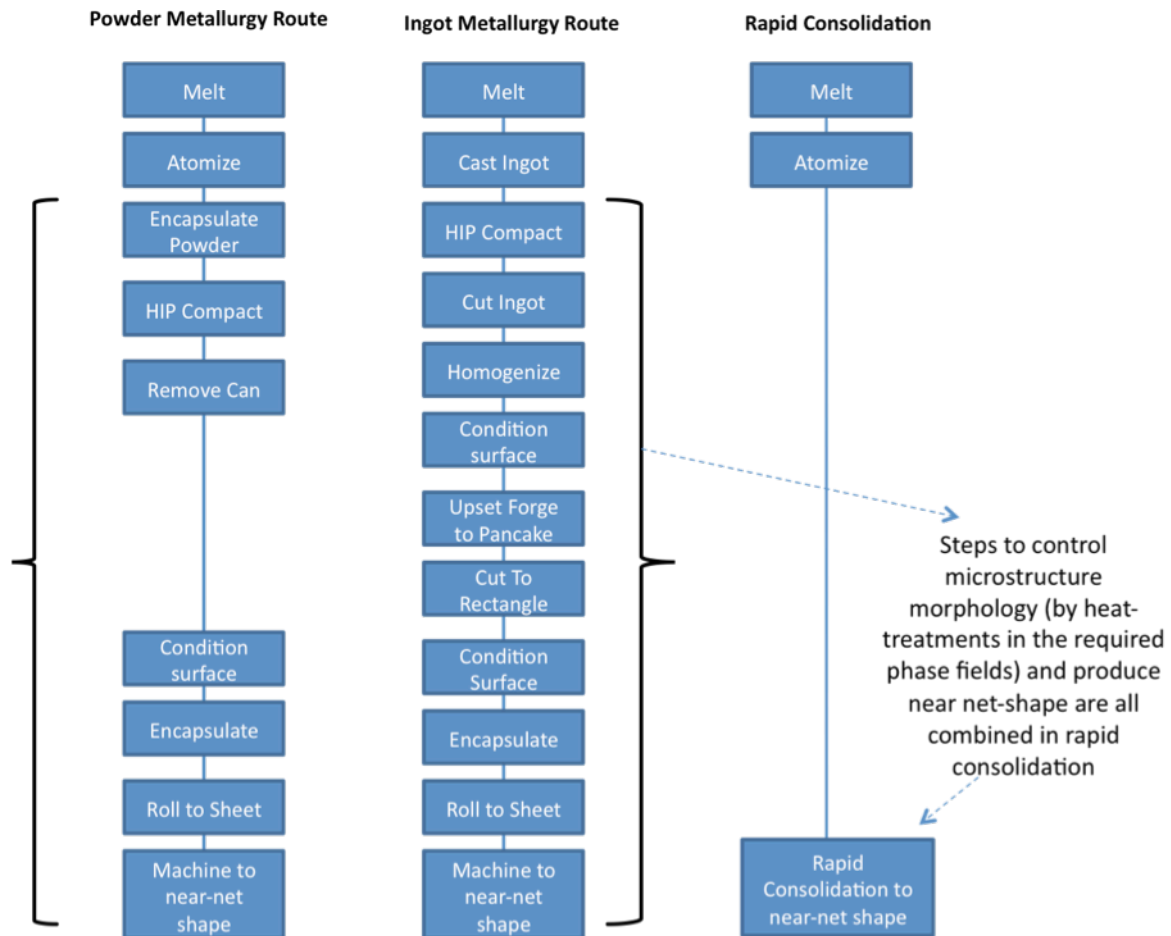 Powder Metallurgy Route
Melt
Atomize
Encapsulate
Powder
HIP Compact
Remove Can
Condition
surface
Encapsulate
Roll to Sheet
Machine to
near-net
shape
Ingot Metallurgy Route
Melt
Cast Ingot
HIP Compact
Cut Ingot
Homogenize
Condition
surface
Upset Forge
to Pancake
Cut To
Rectangle
Condition
Surface
Encapsulate
Roll to Sheet
Machine to
near-net
shape
Rapid Consolidation
Melt
Atomize
Rapid
Consolidation to
near-net shape
Steps to control
microstructure
morphology (by heat-
treatments in the required
phase fields) and produce
near net-shape are all
combined in rapid
consolidation